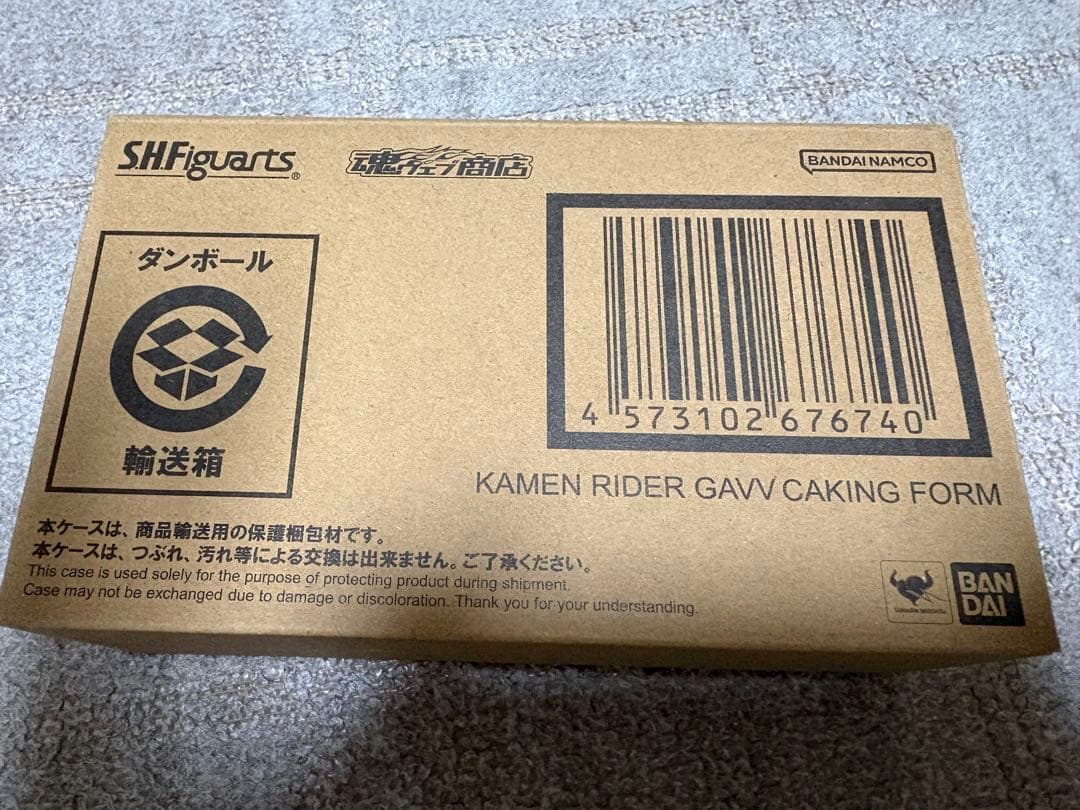 S.H.Figuarts®
魂ウェブ商店
BANDAI NAMCO
ダンボール
輸送箱
4 573102 676740
KAMEN RIDER GAVV CAKING FORM
本ケースは、商品輸送用の保護梱包材です。
本ケースは、つぶれ、汚れ等による交換は出来ません。ご了承ください。
This case is used solely for the purpose of protecting product during shipment.
Case may not be exchanged due to damage or discoloration. Thank you for your understanding.
BAN
DAI